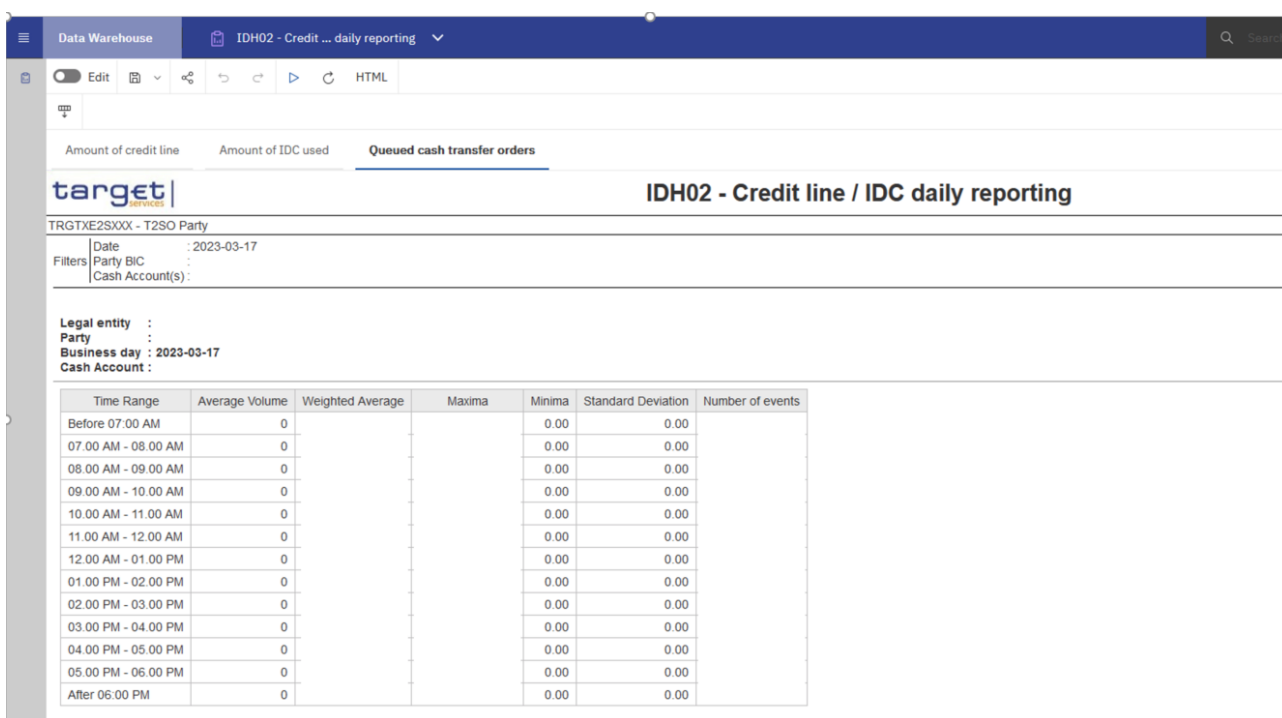 Data Warehouse IDH02 - Credit ... daily reporting Search
Edit HTML
Amount of credit line Amount of IDC used Queued cash transfer orders
target| services IDH02 - Credit line / IDC daily reporting
TRGTXE2SXXX - T2SO Party
Date : 2023-03-17
Filters Party BIC :
Cash Account(s) :
Legal entity :
Party :
Business day : 2023-03-17
Cash Account :
Time Range Average Volume Weighted Average Maxima Minima Standard Deviation Number of events
Before 07:00 AM 0 0.00 0.00
07.00 AM - 08.00 AM 0 0.00 0.00
08.00 AM - 09.00 AM 0 0.00 0.00
09.00 AM - 10.00 AM 0 0.00 0.00
10.00 AM - 11.00 AM 0 0.00 0.00
11.00 AM - 12.00 AM 0 0.00 0.00
12.00 AM - 01.00 PM 0 0.00 0.00
01.00 PM - 02.00 PM 0 0.00 0.00
02.00 PM - 03.00 PM 0 0.00 0.00
03.00 PM - 04.00 PM 0 0.00 0.00
04.00 PM - 05.00 PM 0 0.00 0.00
05.00 PM - 06.00 PM 0 0.00 0.00
After 06:00 PM 0 0.00 0.00